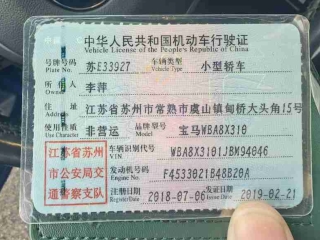 中华人民共和国机动车行驶证
Vehicle License of the People's Republic of China
号牌号码 苏E33927 车辆类型 小型轿车
Plate No. Vehicle Type
所有人 李萍
Owner
住址 江苏省苏州市常熟市虞山镇甸桥大头角15号
Address
使用性质 非营运 品牌型号 宝马WBA8X310
Use Character Model
江苏省苏州
市公安局交
通警察支队
车辆识别代号 WBA8X3101JBM94046
VIN
发动机号码 F4533021B48B20A
Engine No.
注册日期 2018-07-06 发证日期 2019-02-21
Register Date Issue Date